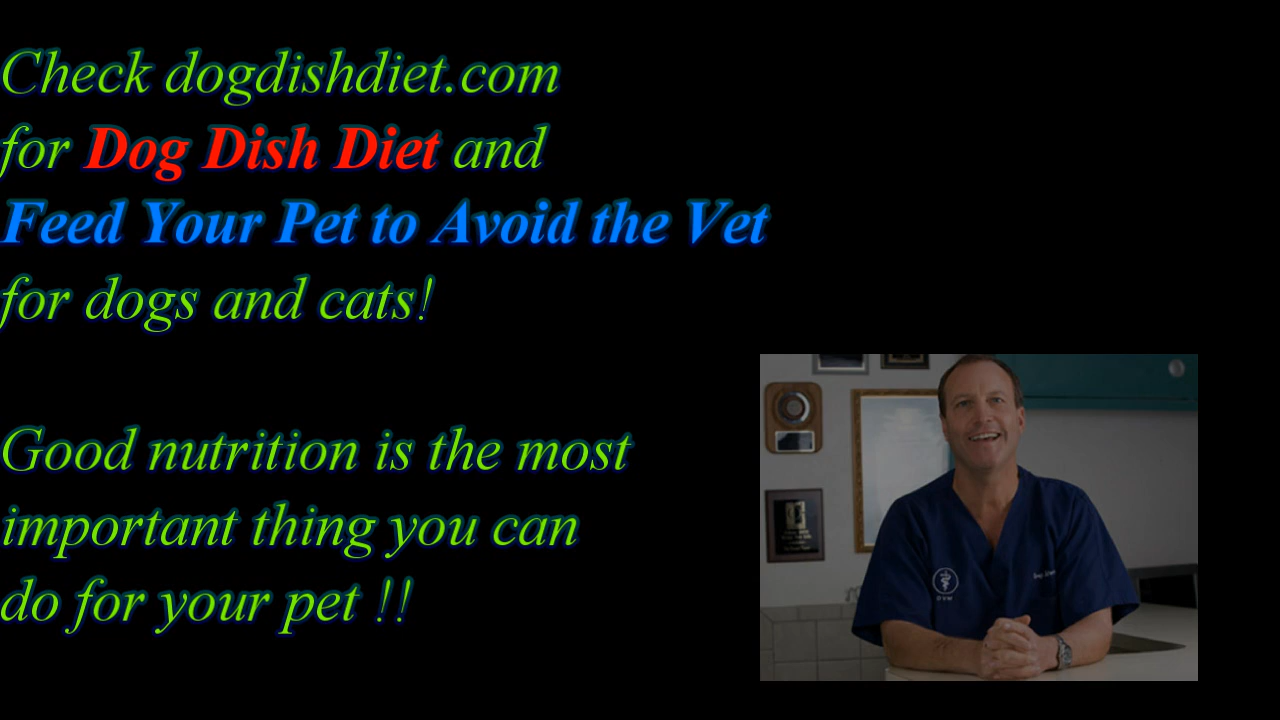 Check dogdishdiet.com
for Dog Dish Diet and
Feed Your Pet to Avoid the Vet
for dogs and cats!
Good nutrition is the most
important thing you can
do for your pet !!